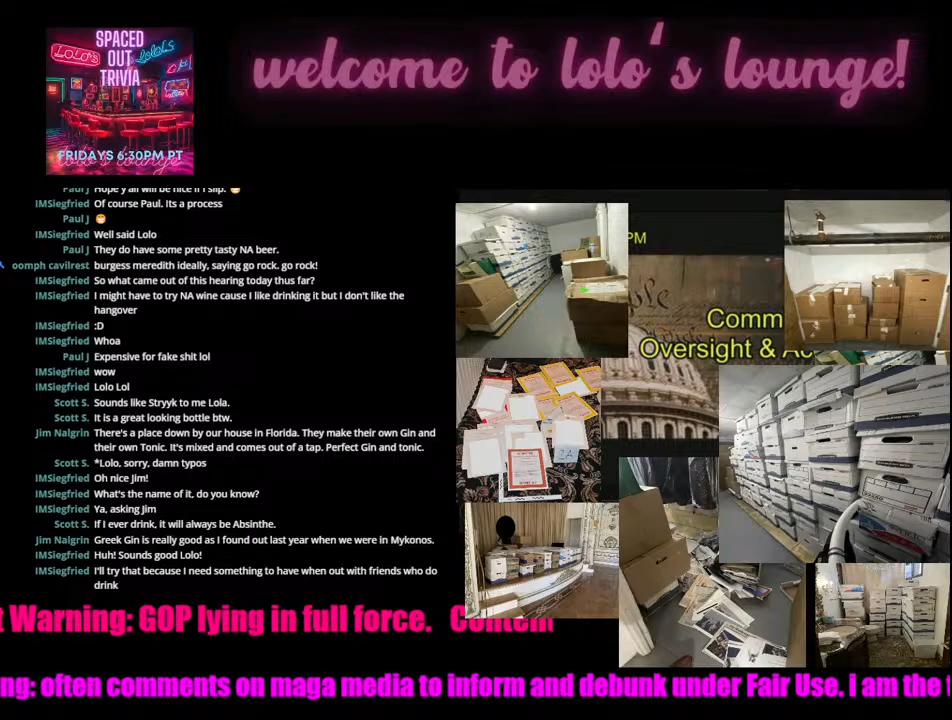 SPACED
OUT
TRIVIA
LOLO'S
FRIDAYS 6:30PM PT
lolo's lounge
welcome to lolo's lounge!
Paul J Hope y'all will be nice if I slip. 😁
IMSiegfried Of course Paul. Its a process
Paul J 😁
IMSiegfried Well said Lolo
Paul J They do have some pretty tasty NA beer.
oomph cavilrest burgess meredith ideally, saying go rock. go rock!
IMSiegfried So what came out of this hearing today thus far?
IMSiegfried I might have to try NA wine cause I like drinking it but I don't like the
hangover
IMSiegfried :D
IMSiegfried Whoa
Paul J Expensive for fake shit lol
IMSiegfried wow
IMSiegfried Lolo Lol
Scott S. Sounds like Stryyk to me Lola.
Scott S. It is a great looking bottle btw.
Jim Nalgrin There's a place down by our house in Florida. They make their own Gin and
their own Tonic. It's mixed and comes out of a tap. Perfect Gin and tonic.
Scott S. *Lolo, sorry, damn typos
IMSiegfried Oh nice Jim!
IMSiegfried What's the name of it, do you know?
IMSiegfried Ya, asking Jim
Scott S. If I ever drink, it will always be Absinthe.
Jim Nalgrin Greek Gin is really good as I found out last year when we were in Mykonos.
IMSiegfried Huh! Sounds good Lolo!
IMSiegfried I'll try that because I need something to have when out with friends who do
drink
PM
Comm
Oversight & Ac
2A
t Warning: GOP lying in full force. Content
ng: often comments on maga media to inform and debunk under Fair Use. I am the